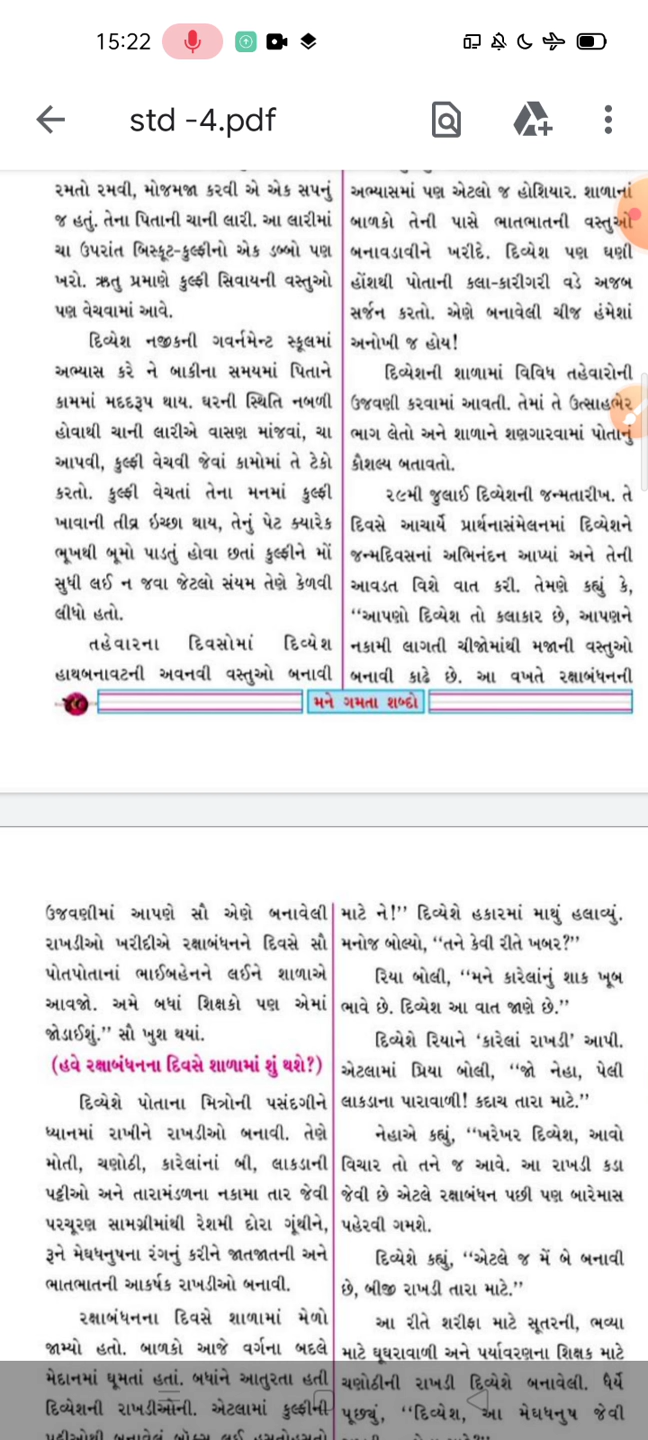 15:22
std -4.pdf
રમતો રમવી, મોજમજા કરવી એ એક સપનું
જ હતું. તેના પિતાની ચાની લારી. આ લારીમાં
ચા ઉપરાંત બિસ્કૂટ-કુલ્ફીનો એક ડબ્બો પણ
ખરો. ઋતુ પ્રમાણે કુલ્ફી સિવાયની વસ્તુઓ
પણ વેચવામાં આવે.
દિવ્યેશ નજીકની ગવર્નમેન્ટ સ્કૂલમાં
અભ્યાસ કરે ને બાકીના સમયમાં પિતાને
કામમાં મદદરૂપ થાય. ઘરની સ્થિતિ નબળી
હોવાથી ચાની લારીએ વાસણ માંજવાં, ચા
આપવી, કુલ્ફી વેચવી જેવાં કામોમાં તે ટેકો
કરતો. કુલ્ફી વેચતાં તેના મનમાં કુલ્ફી
ખાવાની તીવ્ર ઇચ્છા થાય, તેનું પેટ ક્યારેક
ભૂખથી બૂમો પાડતું હોવા છતાં કુલ્ફીને મોં
સુધી લઈ ન જવા જેટલો સંયમ તેણે કેળવી
લીધો હતો.
તહેવારના દિવસોમાં દિવ્યેશ
હાથબનાવટની અવનવી વસ્તુઓ બનાવી
અભ્યાસમાં પણ એટલો જ હોશિયાર. શાળાનાં
બાળકો તેની પાસે ભાતભાતની વસ્તુઓ
બનાવડાવીને ખરીદે. દિવ્યેશ પણ ઘણી
હોંશથી પોતાની કલા-કારીગરી વડે અજબ
સર્જન કરતો. એણે બનાવેલી ચીજ હંમેશાં
અનોખી જ હોય!
દિવ્યેશની શાળામાં વિવિધ તહેવારોની
ઉજવણી કરવામાં આવતી. તેમાં તે ઉત્સાહભેર
ભાગ લેતો અને શાળાને શણગારવામાં પોતાનું
કૌશલ્ય બતાવતો.
૨૯મી જુલાઈ દિવ્યેશની જન્મતારીખ. તે
દિવસે આચાર્યે પ્રાર્થનાસંમેલનમાં દિવ્યેશને
જન્મદિવસનાં અભિનંદન આપ્યાં અને તેની
આવડત વિશે વાત કરી. તેમણે કહ્યું કે,
‘‘આપણો દિવ્યેશ તો કલાકાર છે, આપણને
નકામી લાગતી ચીજોમાંથી મજાની વસ્તુઓ
બનાવી કાઢે છે. આ વખતે રક્ષાબંધનની
મને ગમતા શબ્દો
ઉજવણીમાં આપણે સૌ એણે બનાવેલી
રાખડીઓ ખરીદીએ રક્ષાબંધનને દિવસે સૌ
પોતપોતાનાં ભાઈબહેનને લઈને શાળાએ
આવજો. અમે બધાં શિક્ષકો પણ એમાં
જોડાઈશું.’’ સૌ ખુશ થયાં.
(હવે રક્ષાબંધનના દિવસે શાળામાં શું થશે?)
દિવ્યેશે પોતાના મિત્રોની પસંદગીને
ધ્યાનમાં રાખીને રાખડીઓ બનાવી. તેણે
મોતી, ચણોઠી, કારેલાંનાં બી, લાકડાની
પટ્ટીઓ અને તારામંડળના નકામા તાર જેવી
પરચૂરણ સામગ્રીમાંથી રેશમી દોરા ગૂંથીને,
રૂને મેઘધનુષના રંગનું કરીને જાતજાતની અને
ભાતભાતની આકર્ષક રાખડીઓ બનાવી.
રક્ષાબંધનના દિવસે શાળામાં મેળો
જામ્યો હતો. બાળકો આજે વર્ગના બદલે
મેદાનમાં ઘૂમતાં હતાં. બધાંને આતુરતા હતી
દિવ્યેશની રાખડીઓની. એટલામાં કુલ્ફીની
માટે ને!’’ દિવ્યેશે હકારમાં માથું હલાવ્યું.
મનોજ બોલ્યો, ‘‘તને કેવી રીતે ખબર?’’
રિયા બોલી, ‘‘મને કારેલાંનું શાક ખૂબ
ભાવે છે. દિવ્યેશ આ વાત જાણે છે.’’
દિવ્યેશે રિયાને ‘કારેલાં રાખડી’ આપી.
એટલામાં પ્રિયા બોલી, ‘‘જો નેહા, પેલી
લાકડાના પારાવાળી! કદાચ તારા માટે.’’
નેહાએ કહ્યું, ‘‘ખરેખર દિવ્યેશ, આવો
વિચાર તો તને જ આવે. આ રાખડી કડા
જેવી છે એટલે રક્ષાબંધન પછી પણ બારેમાસ
પહેરવી ગમશે.
દિવ્યેશે કહ્યું, ‘‘એટલે જ મેં બે બનાવી
છે, બીજી રાખડી તારા માટે.’’
આ રીતે શરીફા માટે સૂતરની, ભવ્યા
માટે ઘૂઘરાવાળી અને પર્યાવરણના શિક્ષક માટે
ચણોઠીની રાખડી દિવ્યેશે બનાવેલી. ધૈર્યે
પૂછ્યું, ‘‘દિવ્યેશ, આ મેઘધનુષ જેવી